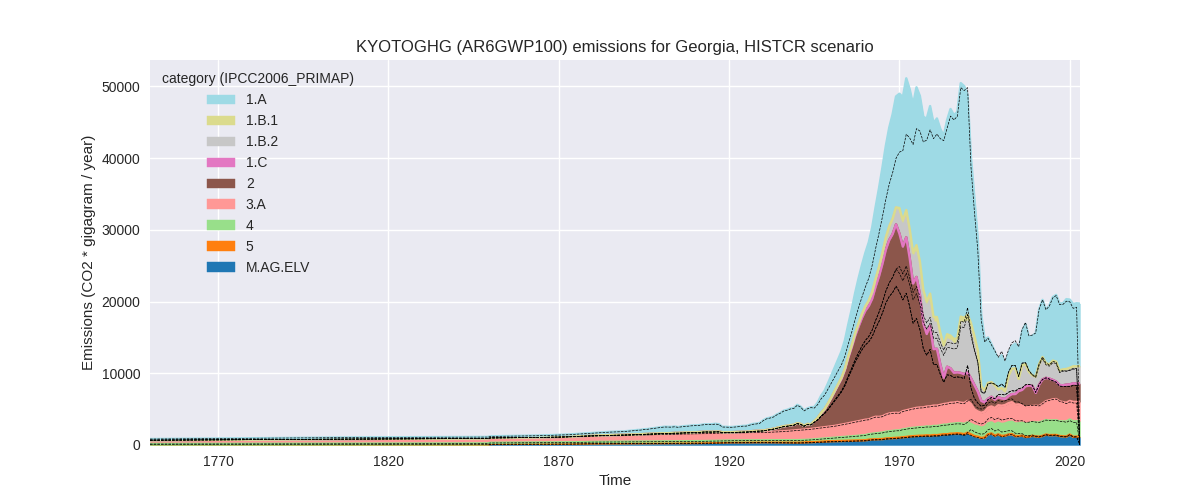 KYOTOGHG (AR6GWP100) emissions for Georgia, HISTCR scenario
category (IPCC2006_PRIMAP)
1.A
1.B.1
1.B.2
1.C
2
3.A
4
5
M.AG.ELV
Emissions (CO2 * gigagram / year)
50000
40000
30000
20000
10000
0
1770
1820
1870
1920
1970
2020
Time